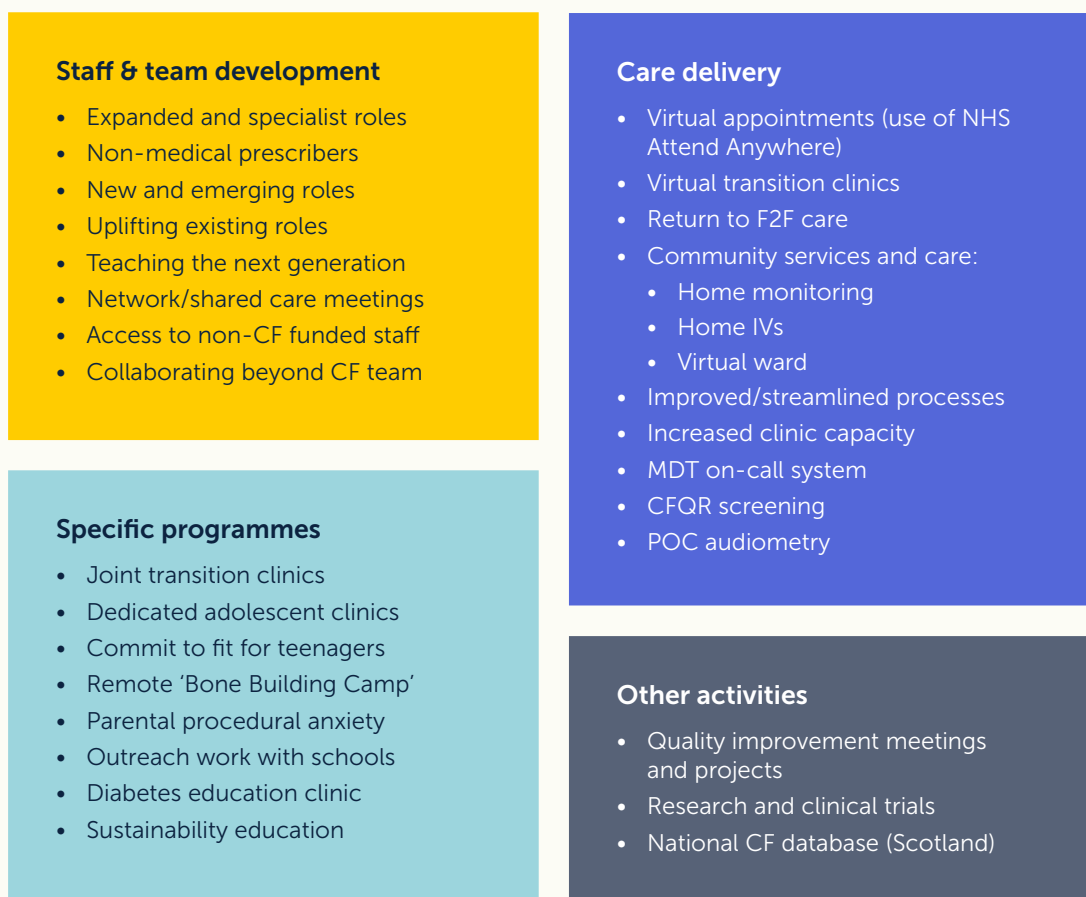 Staff & team development
• Expanded and specialist roles
• Non-medical prescribers
• New and emerging roles
• Uplifting existing roles
• Teaching the next generation
• Network/shared care meetings
• Access to non-CF funded staff
• Collaborating beyond CF team
Specific programmes
• Joint transition clinics
• Dedicated adolescent clinics
• Commit to fit for teenagers
• Remote ‘Bone Building Camp’
• Parental procedural anxiety
• Outreach work with schools
• Diabetes education clinic
• Sustainability education
Care delivery
• Virtual appointments (use of NHS
Attend Anywhere)
• Virtual transition clinics
• Return to F2F care
• Community services and care:
• Home monitoring
• Home IVs
• Virtual ward
• Improved/streamlined processes
• Increased clinic capacity
• MDT on-call system
• CFQR screening
• POC audiometry
Other activities
• Quality improvement meetings
and projects
• Research and clinical trials
• National CF database (Scotland)